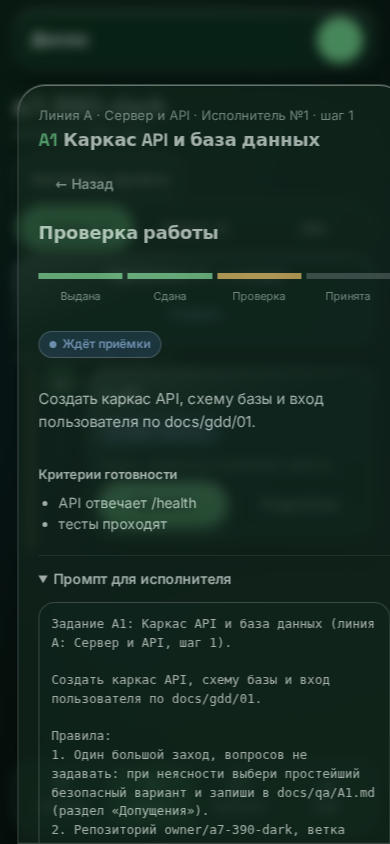 Линия А · Сервер и API · Исполнитель №1 · шаг 1
А1 Каркас API и база данных
← Назад
Проверка работы
Выдана Сдана Проверка Принята
Ждёт приёмки
Создать каркас API, схему базы и вход
пользователя по docs/gdd/01.
Критерии готовности
• API отвечает /health
• тесты проходят
▼ Промпт для исполнителя
Задание А1: Каркас API и база данных (линия
А: Сервер и API, шаг 1).
Создать каркас API, схему базы и вход
пользователя по docs/gdd/01.
Правила:
1. Один большой заход, вопросов не
задавать: при неясности выбери простейший
безопасный вариант и запиши в docs/qa/A1.md
(раздел «Допущения»).
2. Репозиторий owner/a7-390-dark, ветка